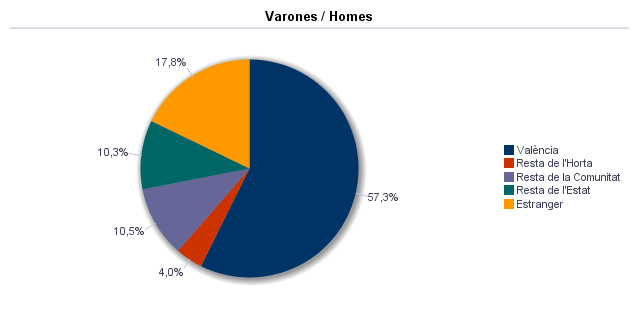 Varones / Homes
17,8%
10,3%
57,3%
10,5%
4,0%
València
Resta de l'Horta
Resta de la Comunitat
Resta de l'Estat
Estranger